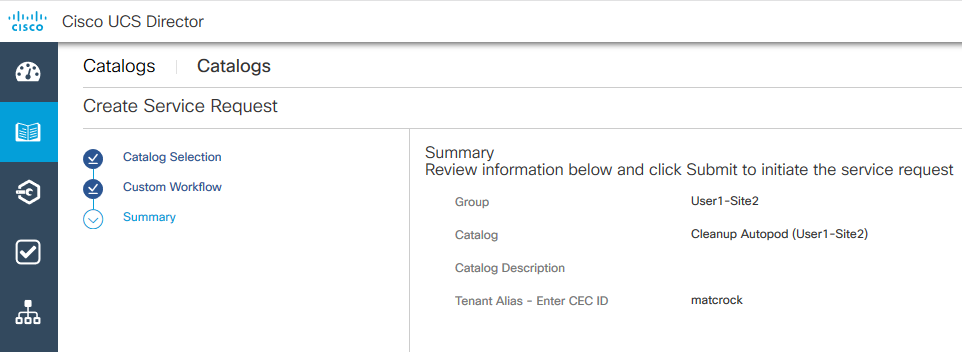 CISCO Cisco UCS Director
Catalogs Catalogs
Create Service Request
Catalog Selection
Custom Workflow
Summary
Summary
Review information below and click Submit to initiate the service request
Group User1-Site2
Catalog Cleanup Autopod (User1-Site2)
Catalog Description
Tenant Alias - Enter CEC ID matcrock